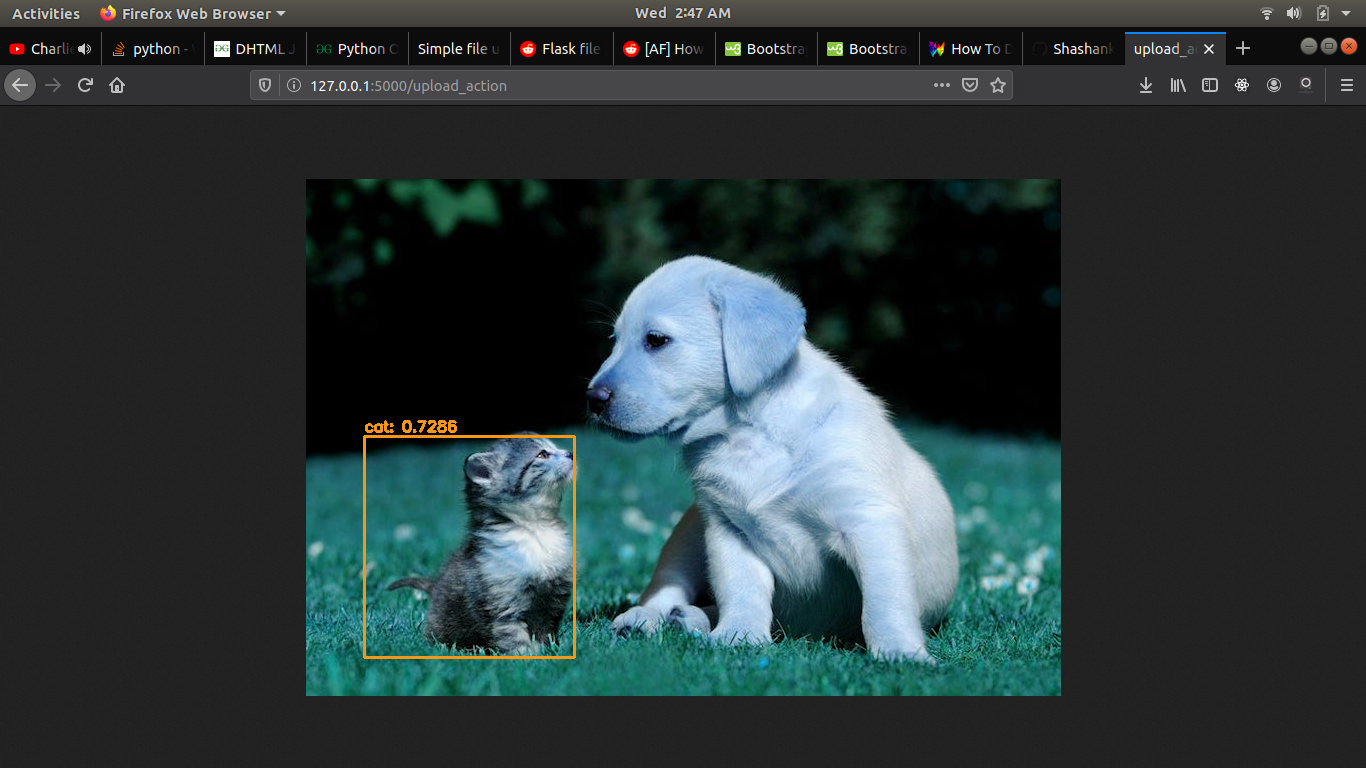 Activities Firefox Web Browser Wed 2:47 AM
Charlie python - DHTML J Python C Simple file u Flask file [AF] How Bootstra Bootstra How To D Shashank upload_a
127.0.0.1:5000/upload_action
cat: 0.7286